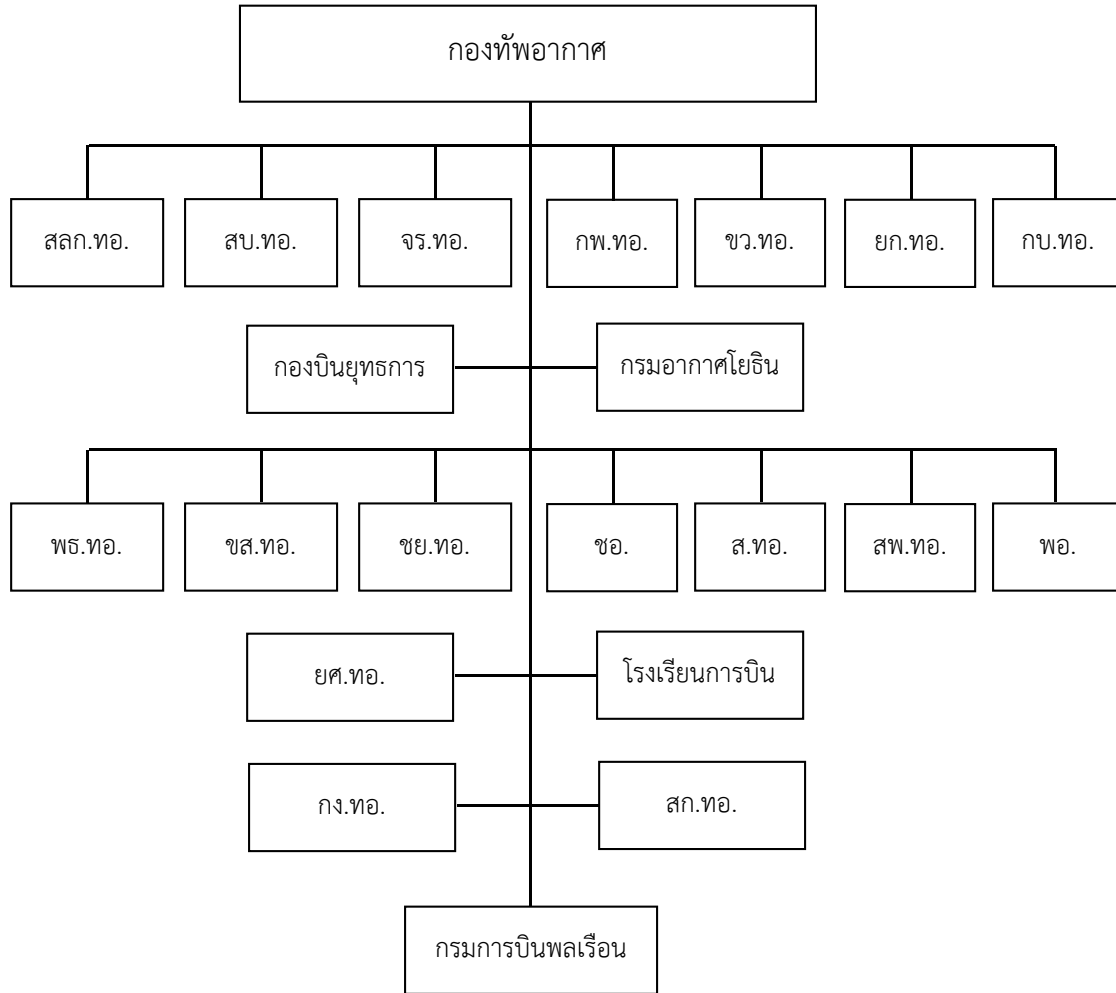 กองทัพอากาศ
สลก.ทอ.
สบ.ทอ.
จร.ทอ.
กพ.ทอ.
ขว.ทอ.
ยก.ทอ.
กบ.ทอ.
กองบินยุทธการ
กรมอากาศโยธิน
พธ.ทอ.
ขส.ทอ.
ชย.ทอ.
ชอ.
ส.ทอ.
สพ.ทอ.
พอ.
ยศ.ทอ.
โรงเรียนการบิน
กง.ทอ.
สก.ทอ.
กรมการบินพลเรือน